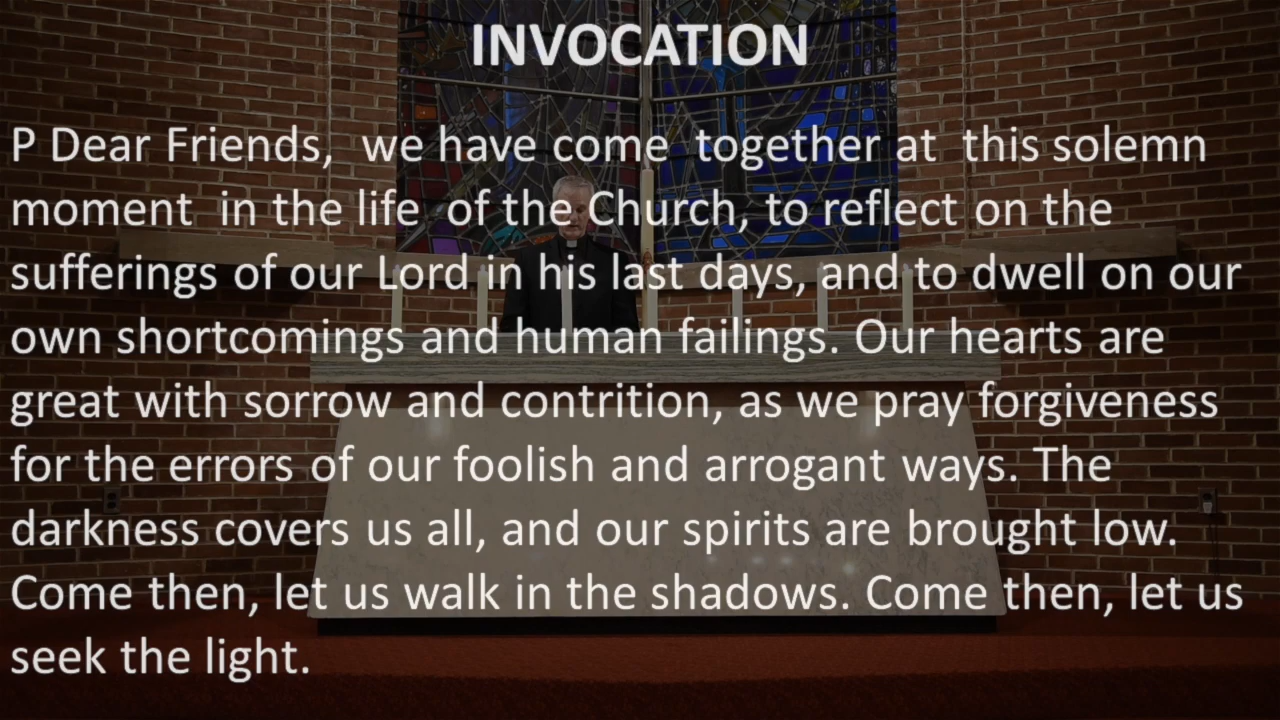 INVOCATION
P Dear Friends,  we have come  together at  this solemn
moment  in the life  of the Church, to reflect on the
sufferings of our Lord in his last days, and to dwell on our
own shortcomings and human failings. Our hearts are
great with sorrow and contrition, as we pray forgiveness
for the errors of our foolish and arrogant ways. The
darkness covers us all, and our spirits are brought low.
Come then, let us walk in the shadows. Come then, let us
seek the light.